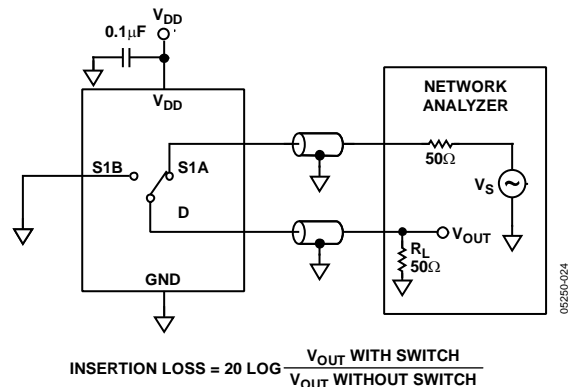 V_DD
0.1µF
V_DD
NETWORK
ANALYZER
S1B
S1A
50Ω
V_S
D
V_OUT
R_L
50Ω
GND
05250-024
INSERTION LOSS = 20 LOG V_OUT WITH SWITCH
V_OUT WITHOUT SWITCH